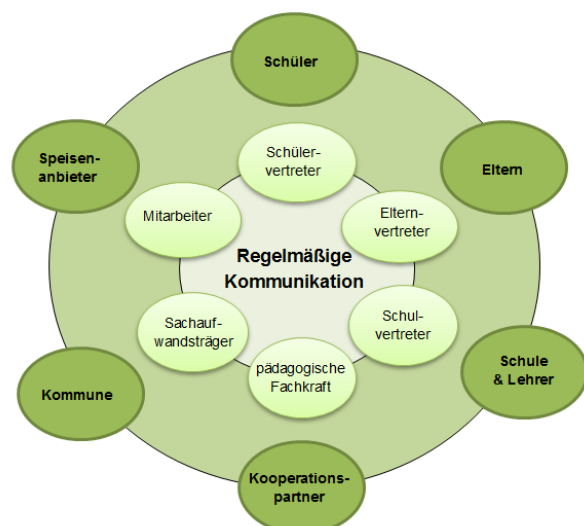 Schüler
Speisen-
anbieter
Eltern
Schüler-
vertreter
Mitarbeiter
Eltern-
vertreter
Regelmäßige
Kommunikation
Sachauf-
wandsträger
Schul-
vertreter
pädagogische
Fachkraft
Kommune
Schule
& Lehrer
Kooperations-
partner